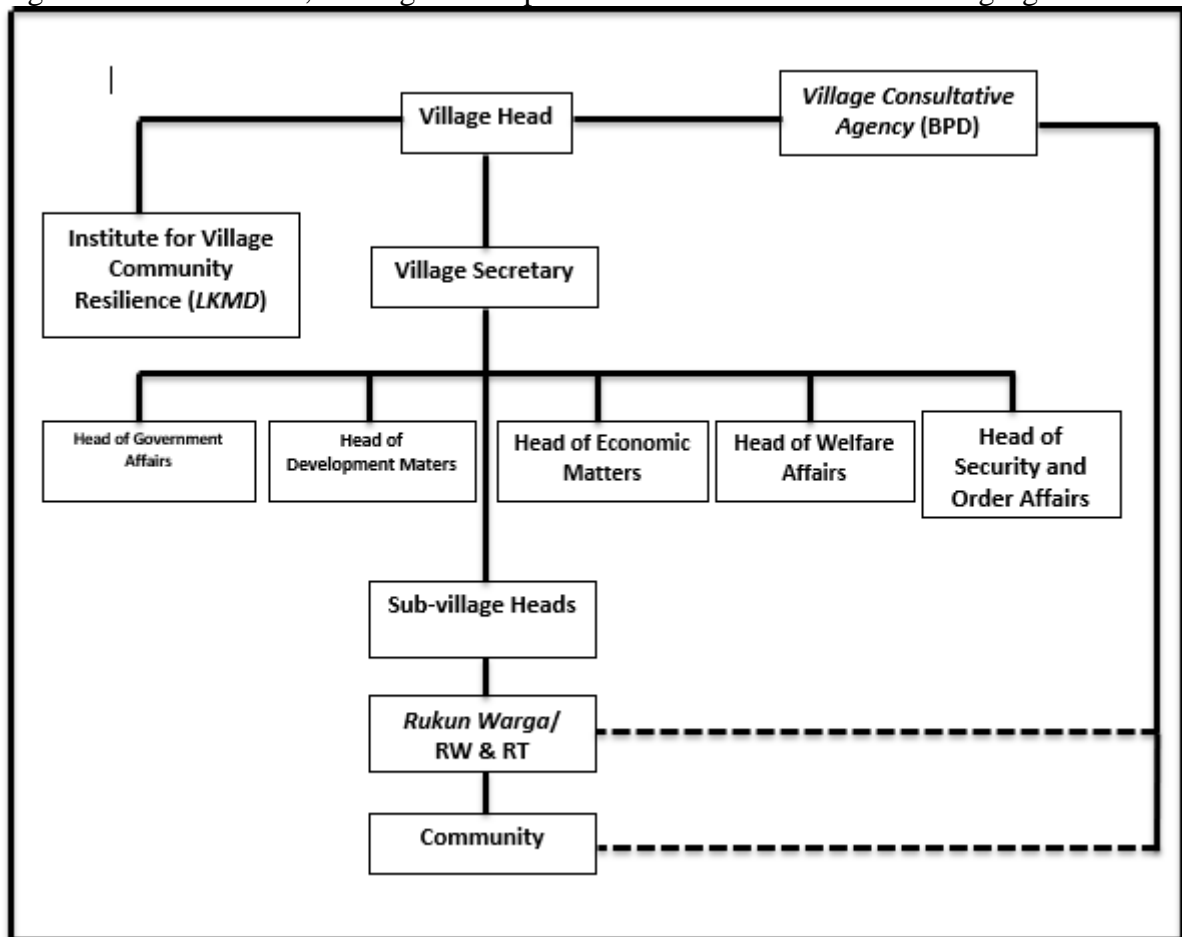 Village Head
Village Consultative
Agency (BPD)
Institute for Village
Community
Resilience (LKMD)
Village Secretary
Head of Government
Affairs
Head of
Development Maters
Head of Economic
Matters
Head of Welfare
Affairs
Head of
Security and
Order Affairs
Sub-village Heads
Rukun Warga/
RW & RT
Community